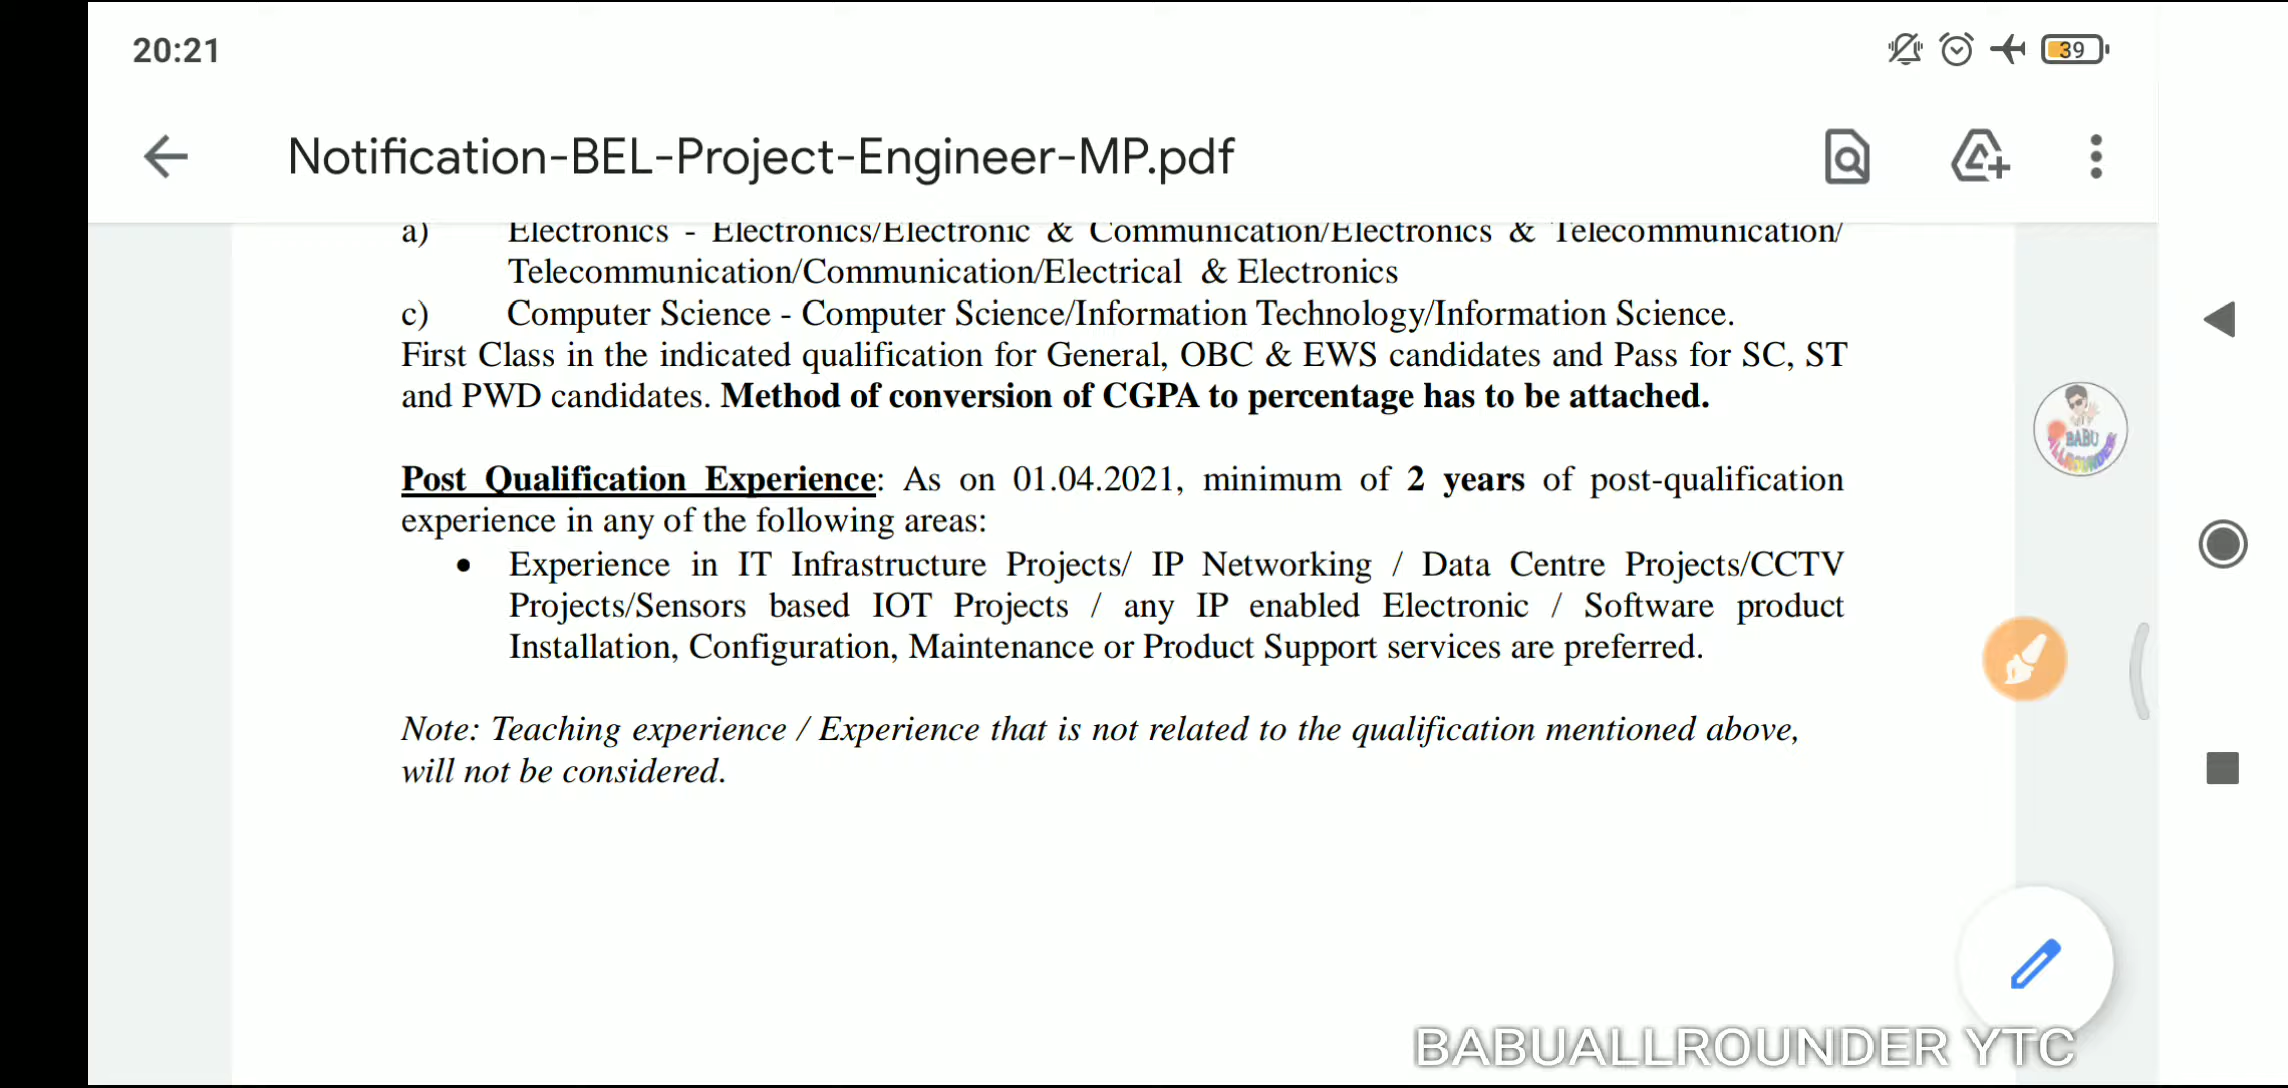 20:21
39
Notification-BEL-Project-Engineer-MP.pdf
a) Electronics - Electronics/Electronic & Communication/Electronics & Telecommunication/
Telecommunication/Communication/Electrical & Electronics
c) Computer Science - Computer Science/Information Technology/Information Science.
First Class in the indicated qualification for General, OBC & EWS candidates and Pass for SC, ST
and PWD candidates. Method of conversion of CGPA to percentage has to be attached.
BABU
ALLROUNDER
Post Qualification Experience: As on 01.04.2021, minimum of 2 years of post-qualification
experience in any of the following areas:
• Experience in IT Infrastructure Projects/ IP Networking / Data Centre Projects/CCTV
Projects/Sensors based IOT Projects / any IP enabled Electronic / Software product
Installation, Configuration, Maintenance or Product Support services are preferred.
Note: Teaching experience / Experience that is not related to the qualification mentioned above,
will not be considered.
BABUALLROUNDER YTC